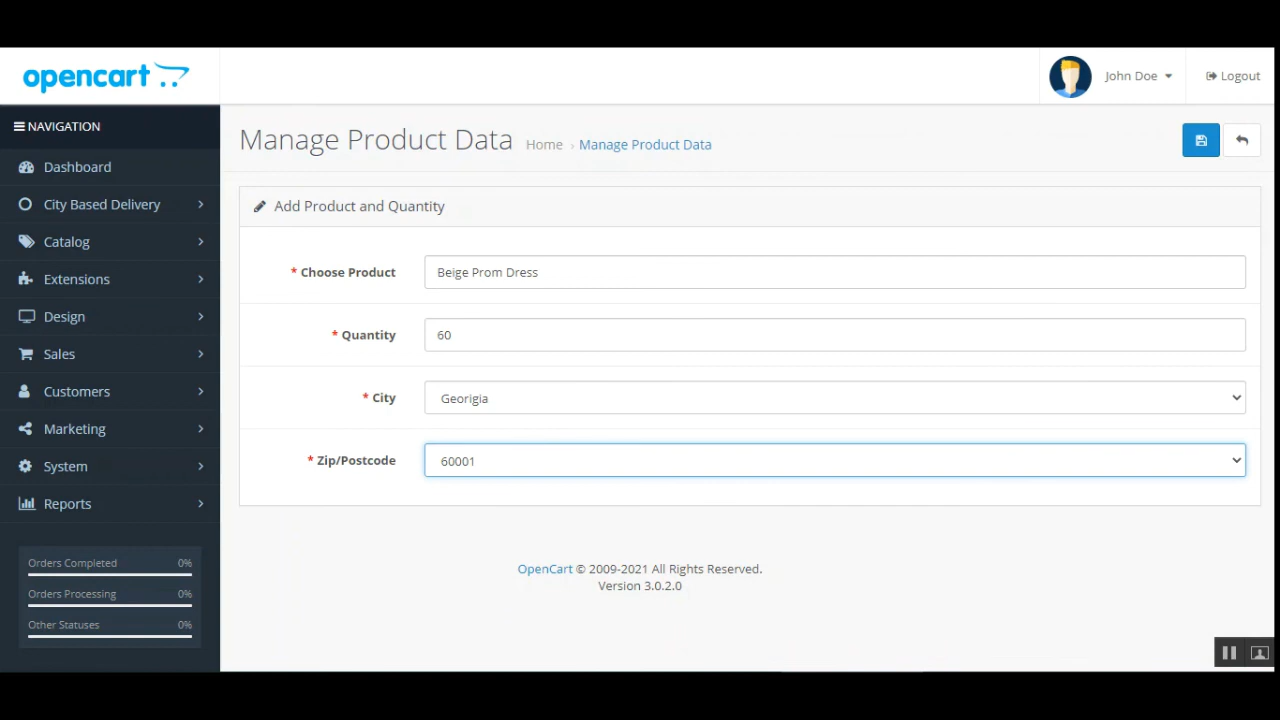 opencart
John Doe
Logout
NAVIGATION
Manage Product Data
Home › Manage Product Data
Dashboard
City Based Delivery
Catalog
Extensions
Design
Sales
Customers
Marketing
System
Reports
Add Product and Quantity
* Choose Product
Beige Prom Dress
* Quantity
60
* City
Georigia
* Zip/Postcode
60001
Orders Completed 0%
Orders Processing 0%
Other Statuses 0%
OpenCart © 2009-2021 All Rights Reserved.
Version 3.0.2.0